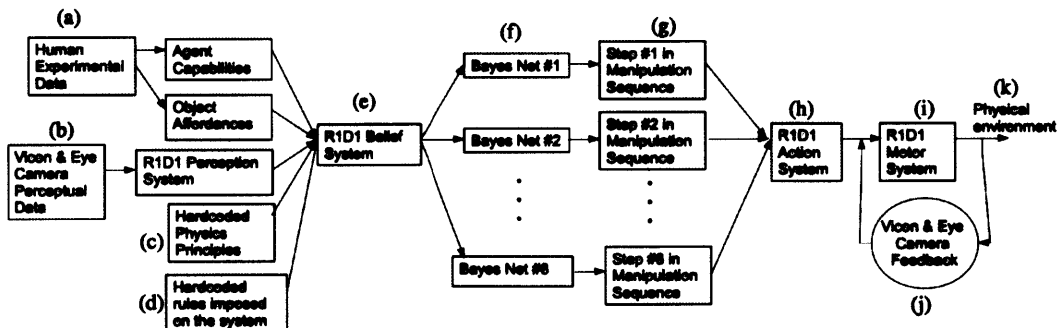 (a)
Human
Experimental
Data
Agent
Capabilities
Object
Affordances
(b)
Vicon & Eye
Camera
Perceptual
Data
R1D1 Perception
System
(c)
Hardcoded
Physics
Principles
(d)
Hardcoded
rules imposed
on the system
(e)
R1D1 Belief
System
(f)
Bayes Net #1
Bayes Net #2
Bayes Net #6
(g)
Step #1 in
Manipulation
Sequence
Step #2 in
Manipulation
Sequence
Step #6 in
Manipulation
Sequence
(h)
R1D1
Action
System
(i)
R1D1
Motor
System
(k)
Physical
environment
Vicon & Eye
Camera
Feedback
(j)